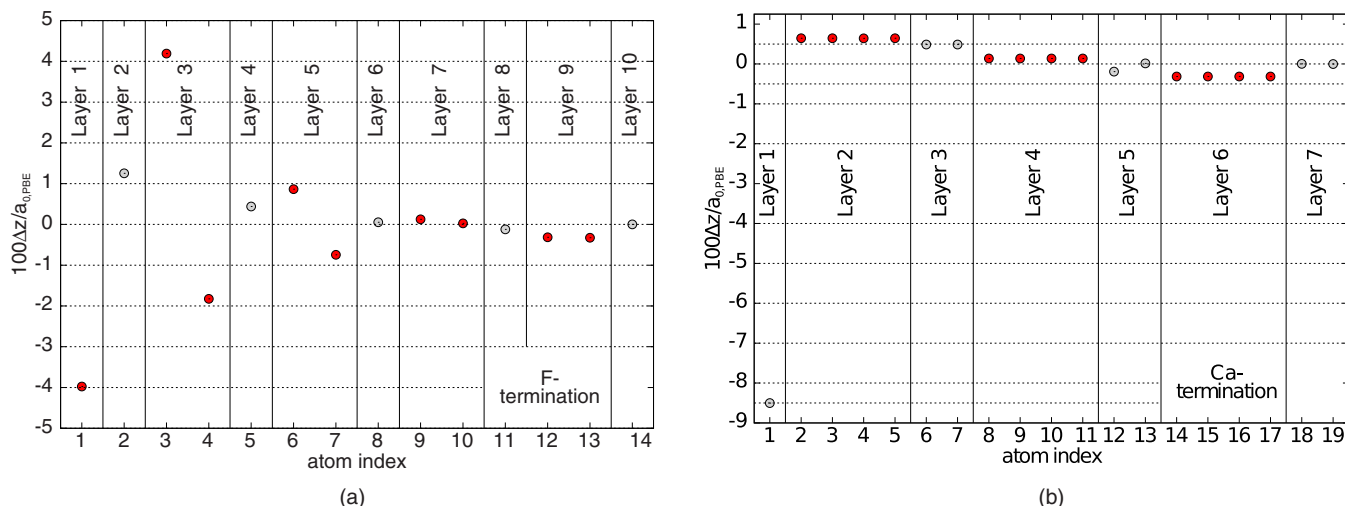 5
4
3
2
1
0
-1
-2
-3
-4
-5
100Δz/a0,PBE
Layer 1
Layer 2
Layer 3
Layer 4
Layer 5
Layer 6
Layer 7
Layer 8
Layer 9
Layer 10
F-
termination
1 2 3 4 5 6 7 8 9 10 11 12 13 14
atom index
(a)
1
0
-1
-2
-3
-4
-5
-6
-7
-8
-9
100Δz/a0,PBE
Layer 1
Layer 2
Layer 3
Layer 4
Layer 5
Layer 6
Layer 7
Ca-
termination
1 2 3 4 5 6 7 8 9 10 11 12 13 14 15 16 17 18 19
atom index
(b)